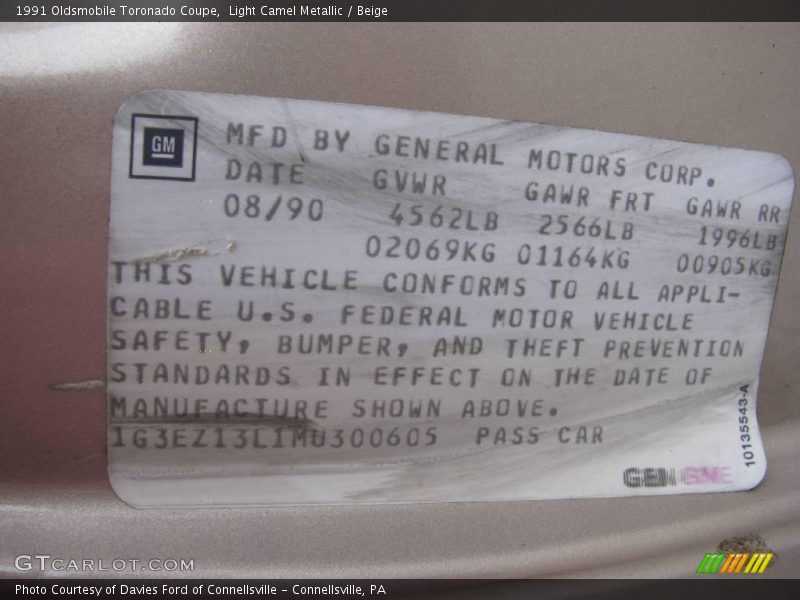 1991 Oldsmobile Toronado Coupe,  Light Camel Metallic / Beige
GM
MFD BY GENERAL MOTORS CORP.
DATE GVWR GAWR FRT GAWR RR
08/90 4562LB 2566LB 1996LB
02069KG 01164KG 00905KG
THIS VEHICLE CONFORMS TO ALL APPLI-
CABLE U.S. FEDERAL MOTOR VEHICLE
SAFETY, BUMPER, AND THEFT PREVENTION
STANDARDS IN EFFECT ON THE DATE OF
MANUFACTURE SHOWN ABOVE.
1G3EZ13L1MU300605 PASS CAR
10135543-A
GTCARLOT.COM
Photo Courtesy of Davies Ford of Connellsville - Connellsville, PA